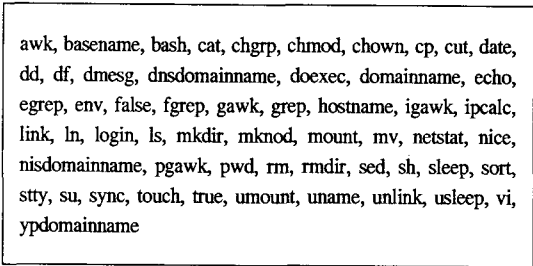 awk, basename, bash, cat, chgrp, chmod, chown, cp, cut, date,
dd, df, dmesg, dnsdomainname, doexec, domainname, echo,
egrep, env, false, fgrep, gawk, grep, hostname, igawk, ipcalc,
link, ln, login, ls, mkdir, mknod, mount, mv, netstat, nice,
nisdomainname, pgawk, pwd, rm, rmdir, sed, sh, sleep, sort,
stty, su, sync, touch, true, umount, uname, unlink, usleep, vi,
ypdomainname